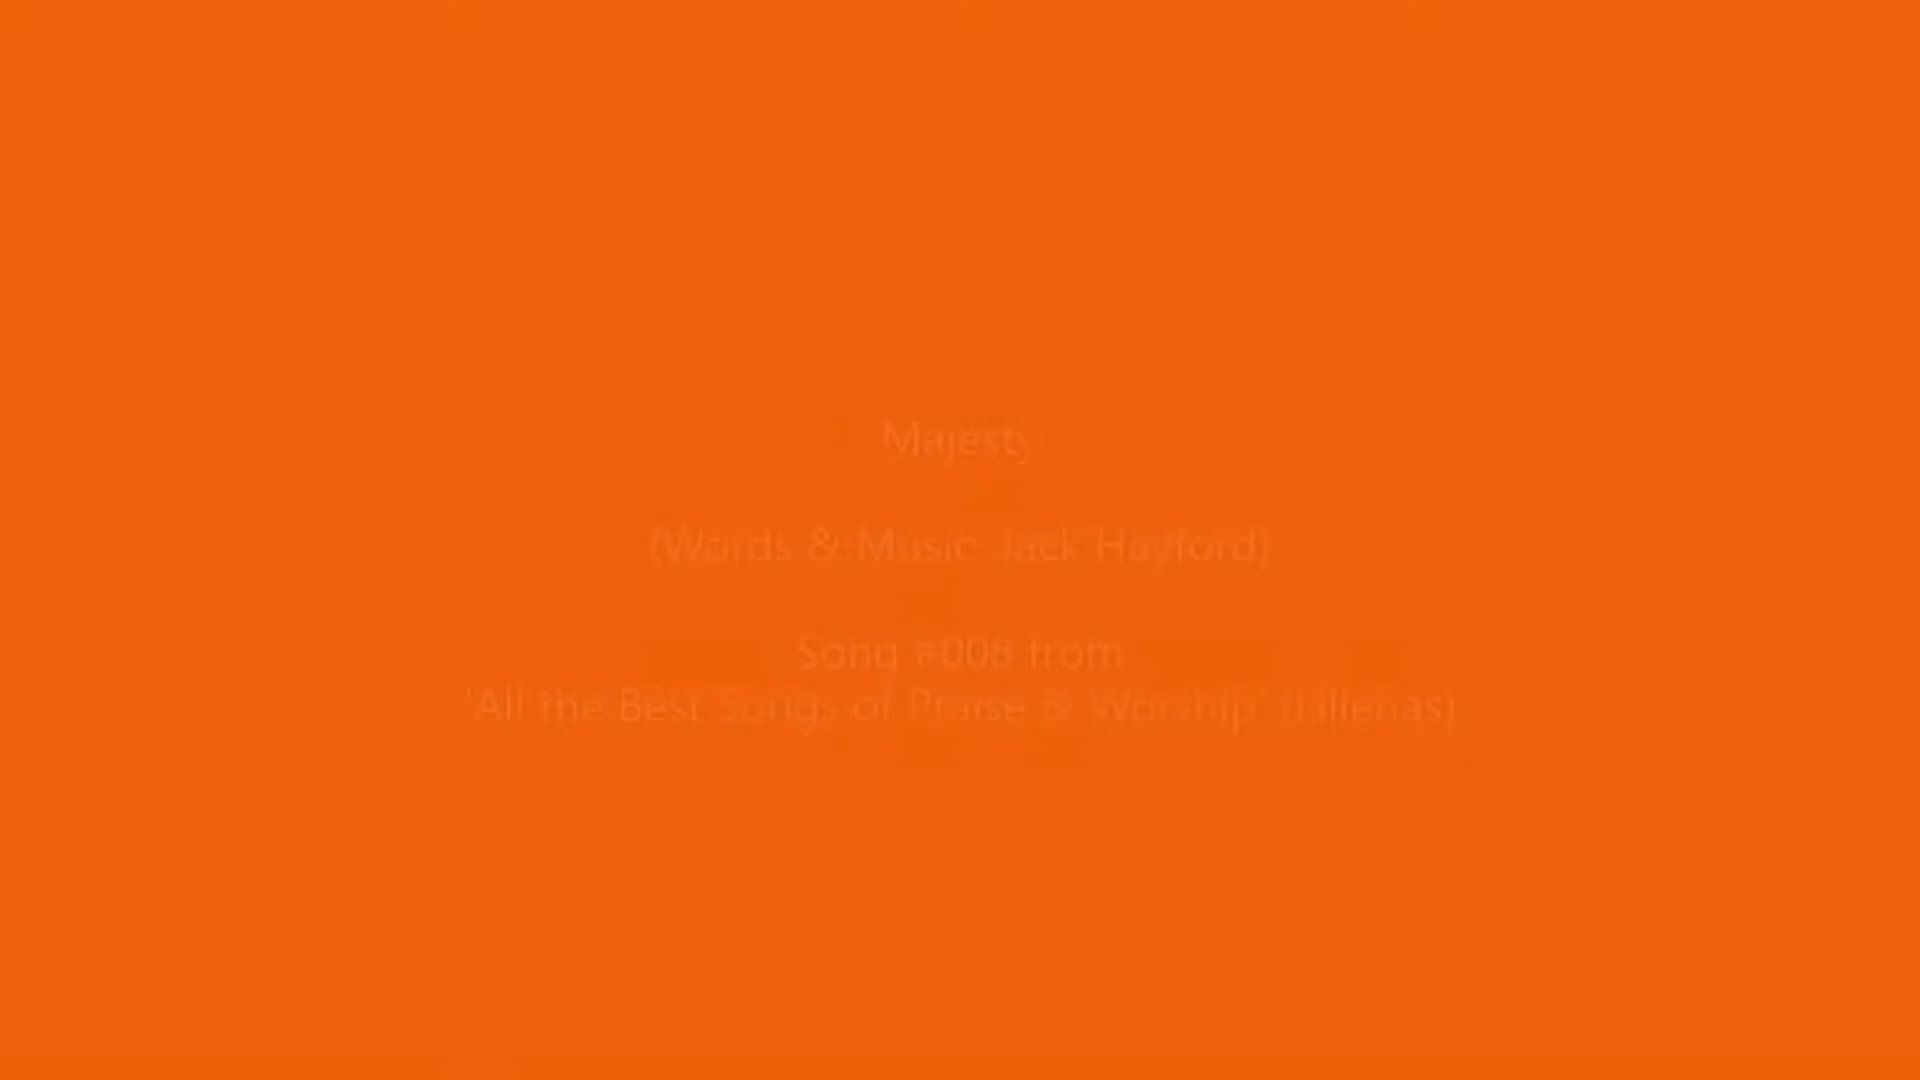 Majesty
(Words & Music Jack Hayford)
Song #008 from
'All the Best Songs of Praise & Worship' (Lillenas)